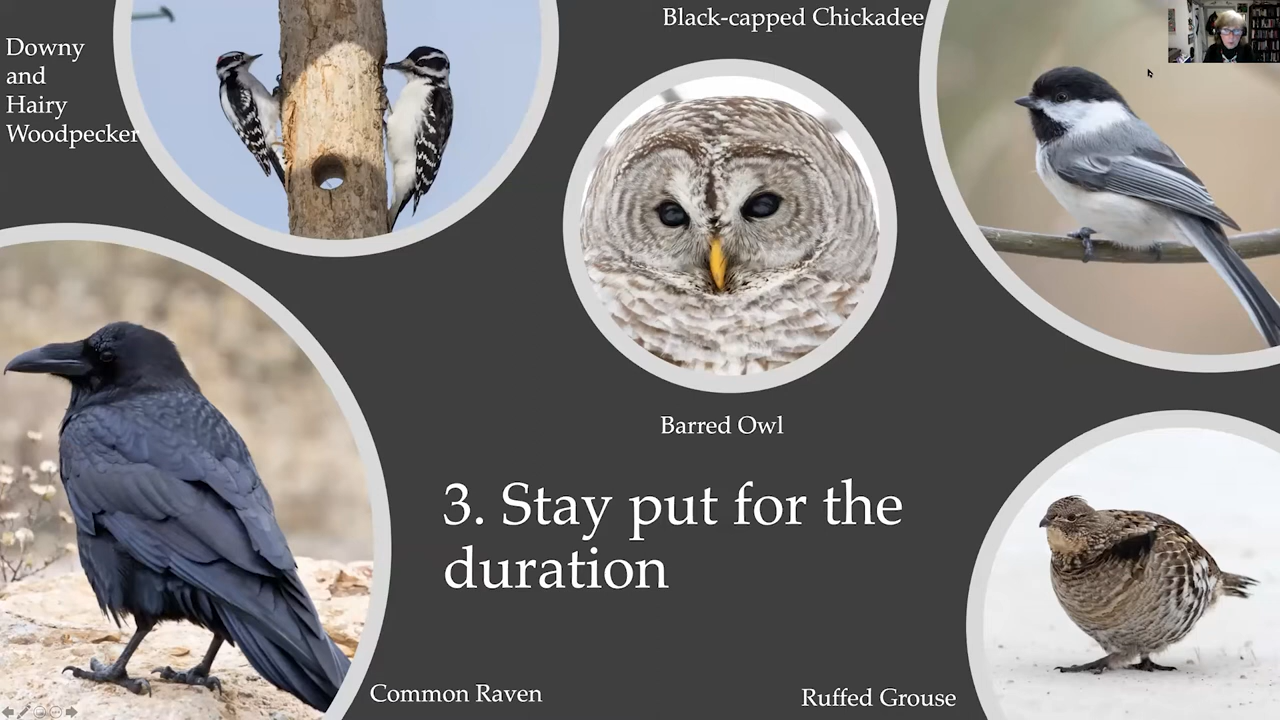 Downy
and
Hairy
Woodpecker
Black-capped Chickadee
Barred Owl
3. Stay put for the
duration
Common Raven
Ruffed Grouse